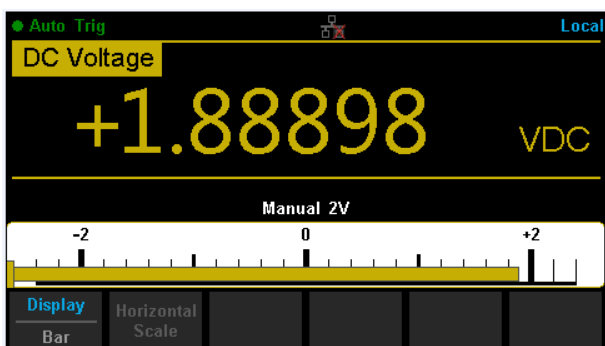 Auto Trig Local
DC Voltage
+1.88898 VDC
Manual 2V
-2 0 +2
Display Horizontal
Bar Scale